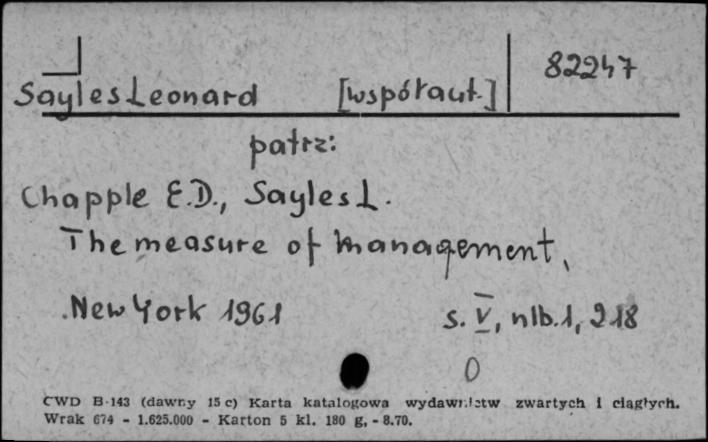 Sayles Leonard [współaut.] 82247
patrz:
Chapple E.D., Sayles L.
The measure of management,
New York 1961 s. V, nlb.1, 218
0
CWD B-143 (dawny 15 c) Karta katalogowa wydawnictw zwartych i ciągłych.
Wrak 674 - 1.625.000 - Karton 5 kl. 180 g, - 8.70.